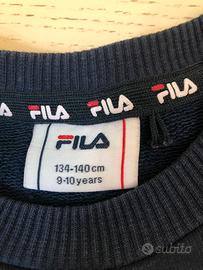 FILA FILA FILA
FILA
134-140 cm
9-10 years
subito